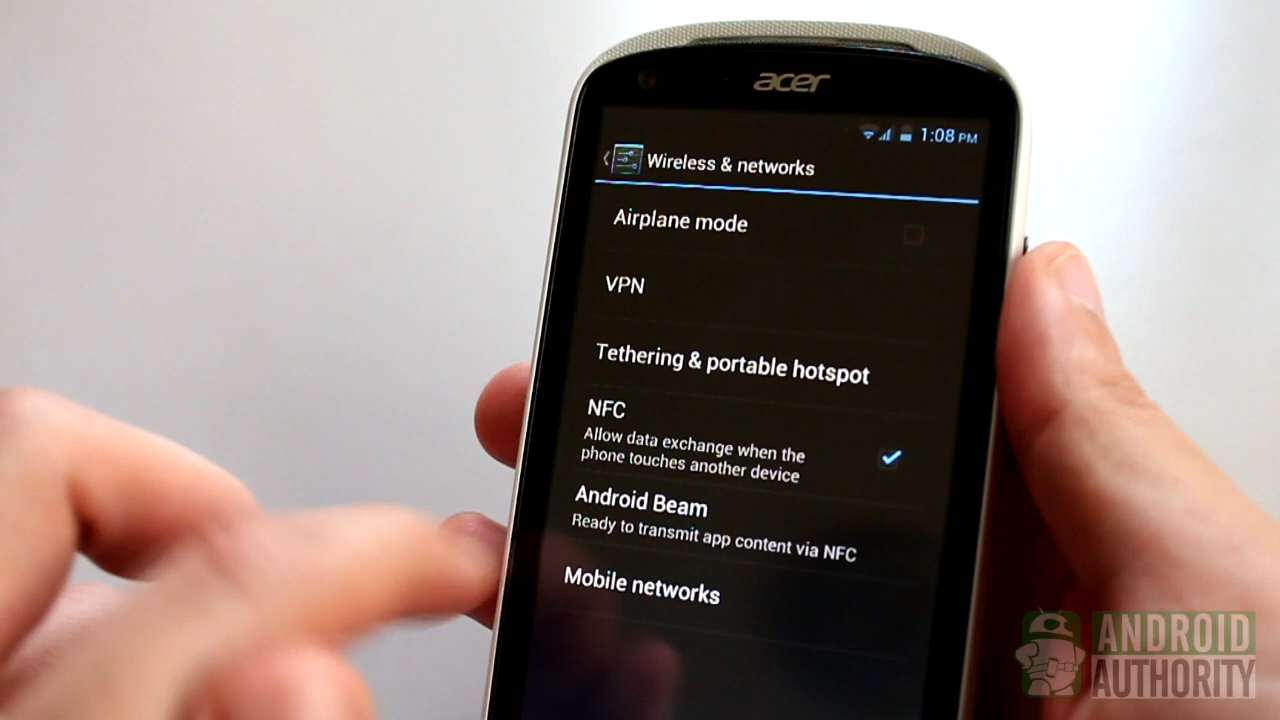 acer
1:08 PM
Wireless & networks
Airplane mode
VPN
Tethering & portable hotspot
NFC
Allow data exchange when the
phone touches another device
Android Beam
Ready to transmit app content via NFC
Mobile networks
ANDROID
AUTHORITY